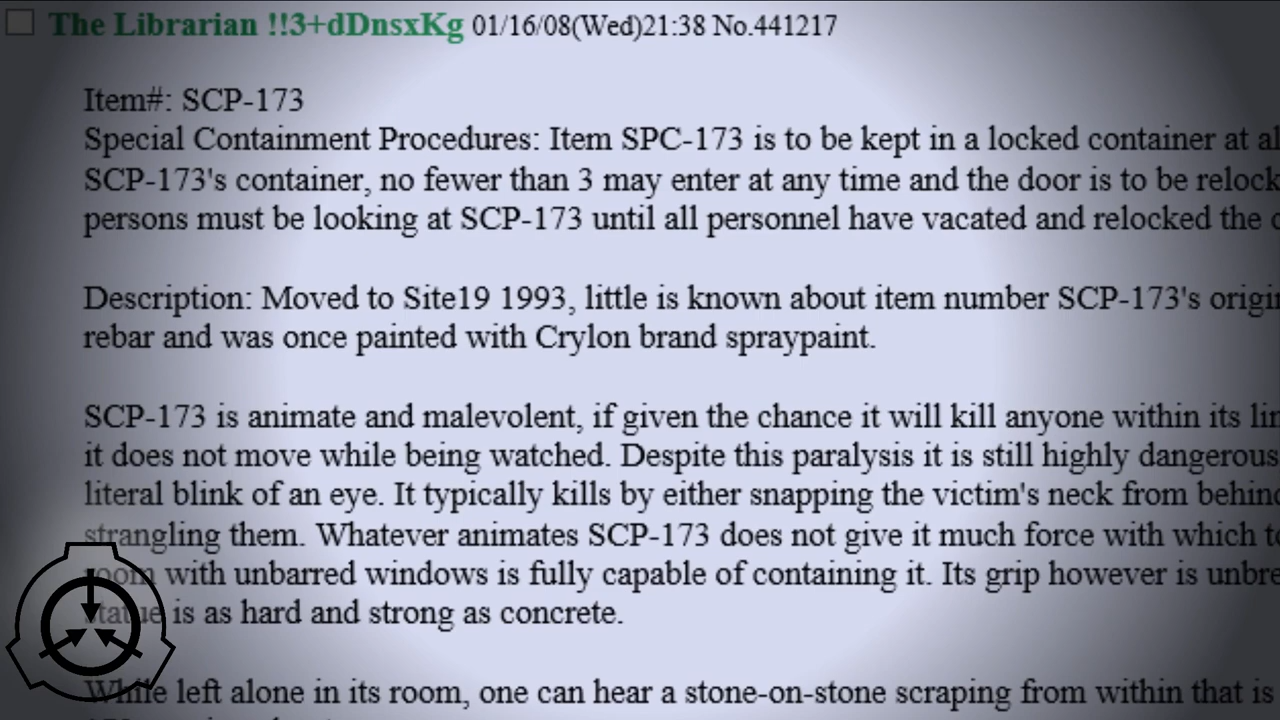 The Librarian !!3+dDnsxKg 01/16/08(Wed)21:38 No.441217
Item#: SCP-173
Special Containment Procedures: Item SPC-173 is to be kept in a locked container at
SCP-173's container, no fewer than 3 may enter at any time and the door is to be
persons must be looking at SCP-173 until all personnel have vacated and relocked the
Description: Moved to Site19 1993, little is known about item number SCP-173's
rebar and was once painted with Crylon brand spraypaint.
SCP-173 is animate and malevolent, if given the chance it will kill anyone within its
it does not move while being watched. Despite this paralysis it is still highly dangerous
literal blink of an eye. It typically kills by either snapping the victim's neck from
strangling them. Whatever animates SCP-173 does not give it much force with which
room with unbarred windows is fully capable of containing it. Its grip however is
statue is as hard and strong as concrete.
While left alone in its room, one can hear a stone-on-stone scraping from within that is